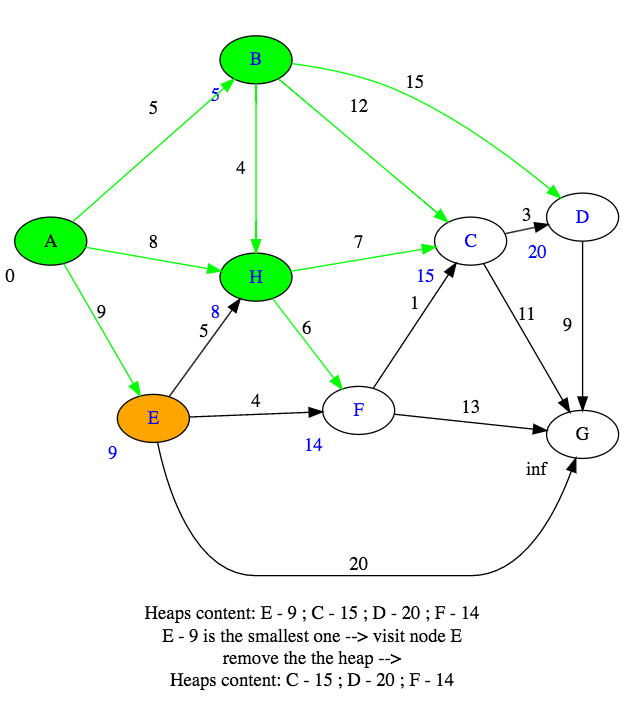 B
5
5
15
12
4
A
0
8
H
8
7
C
15
3
D
20
9
5
6
1
11
9
E
9
4
F
14
13
G
inf
20
Heaps content: E - 9 ; C - 15 ; D - 20 ; F - 14
E - 9 is the smallest one --> visit node E
remove the the heap -->
Heaps content: C - 15 ; D - 20 ; F - 14